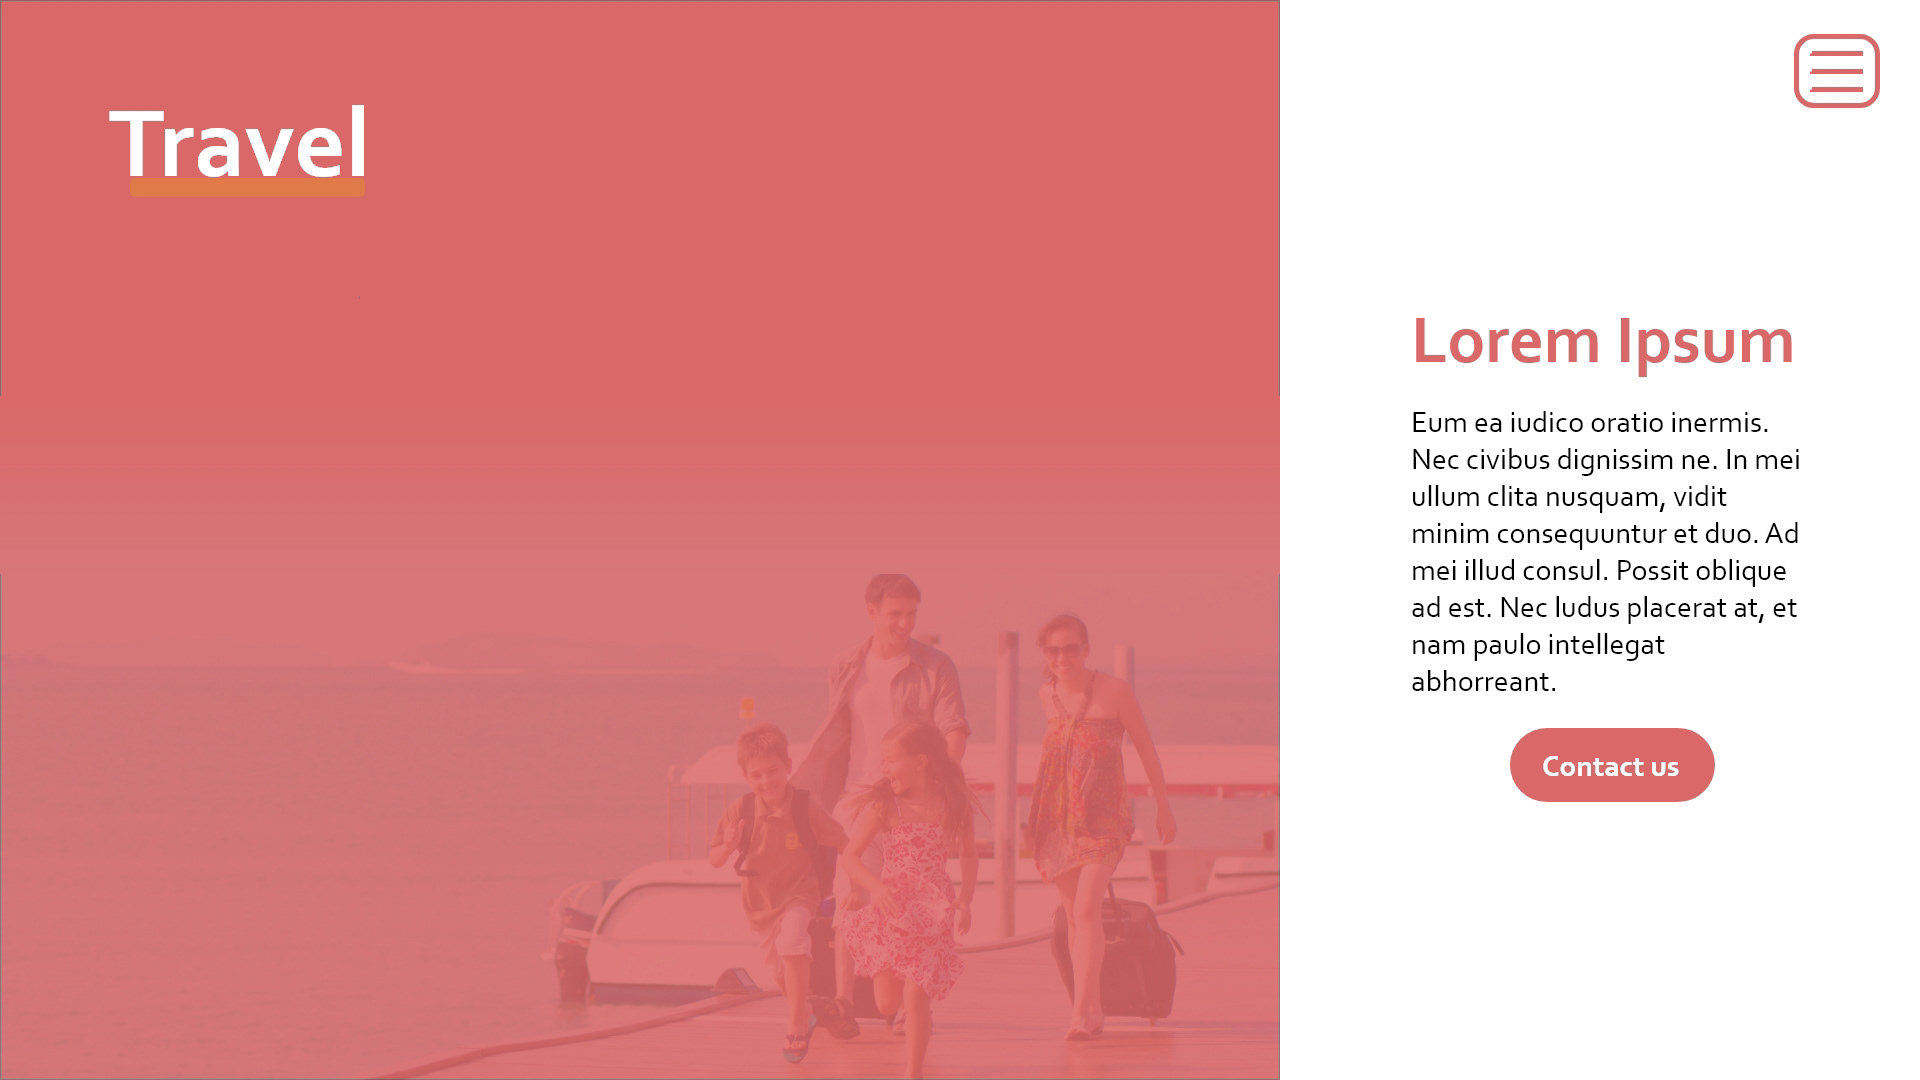 Travel
Lorem Ipsum
Eum ea iudico oratio inermis.
Nec civibus dignissim ne. In mei
ullum clita nusquam, vidit
minim consequuntur et duo. Ad
mei illud consul. Possit oblique
ad est. Nec ludus placerat at, et
nam paulo intellegat
abhorreant.
Contact us